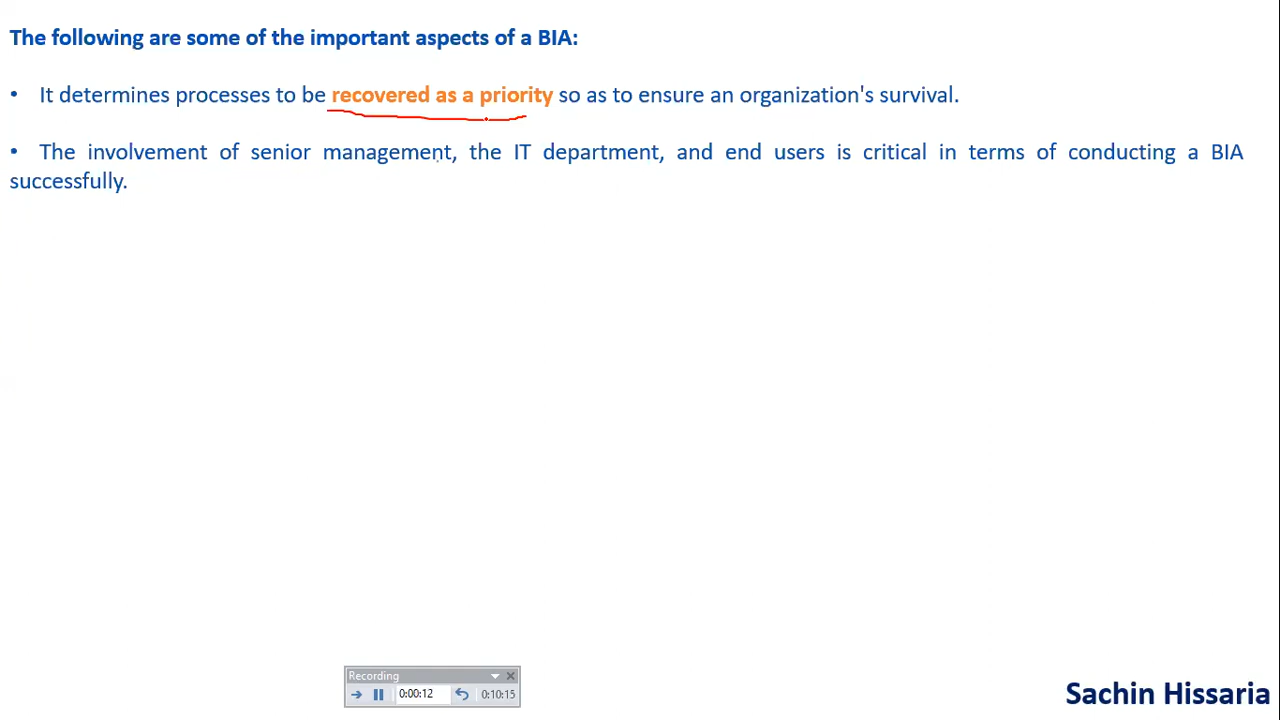 The following are some of the important aspects of a BIA:
• It determines processes to be recovered as a priority so as to ensure an organization's survival.
• The involvement of senior management, the IT department, and end users is critical in terms of conducting a BIA
successfully.
Recording
0:00:12 0:10:15
Sachin Hissaria